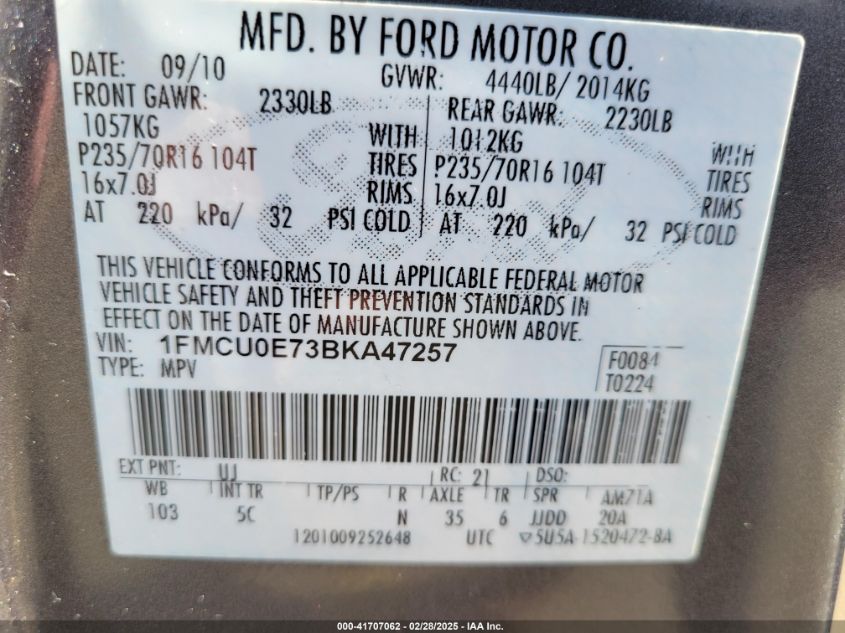 MFD. BY FORD MOTOR CO.
DATE: 09/10 GVWR: 4440LB/ 2014KG
FRONT GAWR: 2330LB REAR GAWR: 2230LB
1057KG WITH 1012KG WITH
P235/70R16 104T TIRES P235/70R16 104T TIRES
16x7.0J RIMS 16x7.0J RIMS
AT 220 kPa/ 32 PSI COLD AT 220 kPa/ 32 PSI COLD
THIS VEHICLE CONFORMS TO ALL APPLICABLE FEDERAL MOTOR
VEHICLE SAFETY AND THEFT PREVENTION STANDARDS IN
EFFECT ON THE DATE OF MANUFACTURE SHOWN ABOVE.
VIN: 1FMCU0E73BKA47257 F0084
TYPE: MPV T0224
EXT PNT: UJ RC: 21 DSO:
WB INT TR TP/PS R AXLE TR SPR AM71A
103 5C N 35 6 JJDD 20A
1201009252648 UTC ▽5U5A-1520472-BA
000-41707062 / 02/28/2025 - IAA Inc.